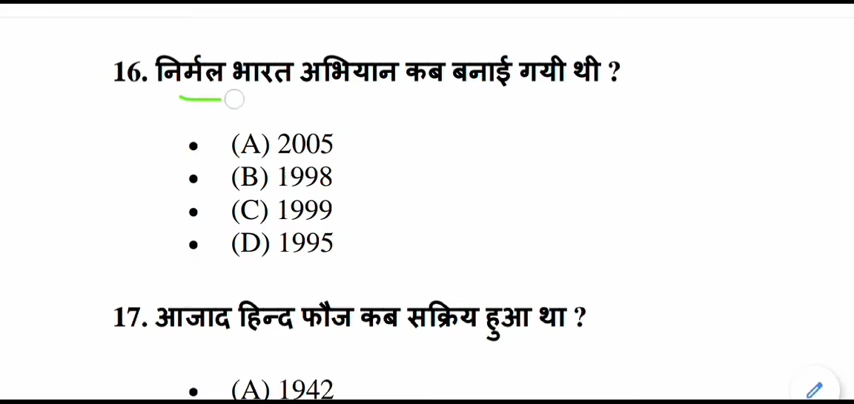 16. निर्मल भारत अभियान कब बनाई गयी थी ?
• (A) 2005
• (B) 1998
• (C) 1999
• (D) 1995
17. आजाद हिन्द फौज कब सक्रिय हुआ था ?
• (A) 1942